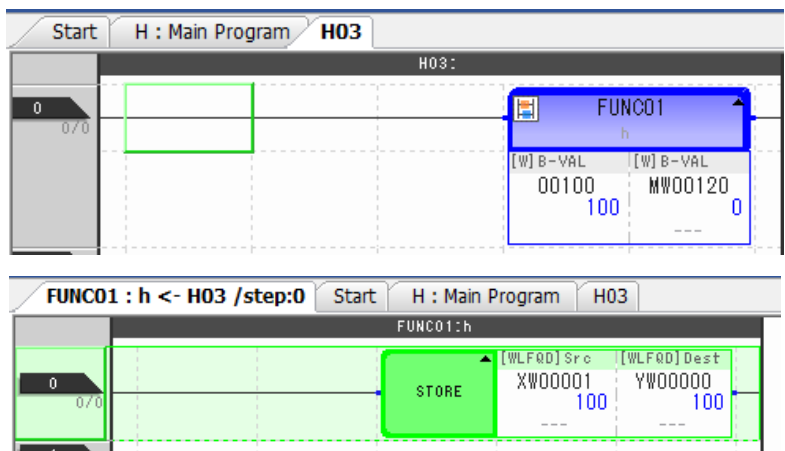 Start H : Main Program H03
H03:
0 FUNC01
0/0 h
[W]B-VAL [W]B-VAL
00100 MW00120
100 0
---
FUNC01 : h <- H03 /step:0 Start H : Main Program H03
FUNC01:h
[WLFQD]Src [WLFQD]Dest
0 STORE XW00001 YW00000
0/0 100 100
--- ---